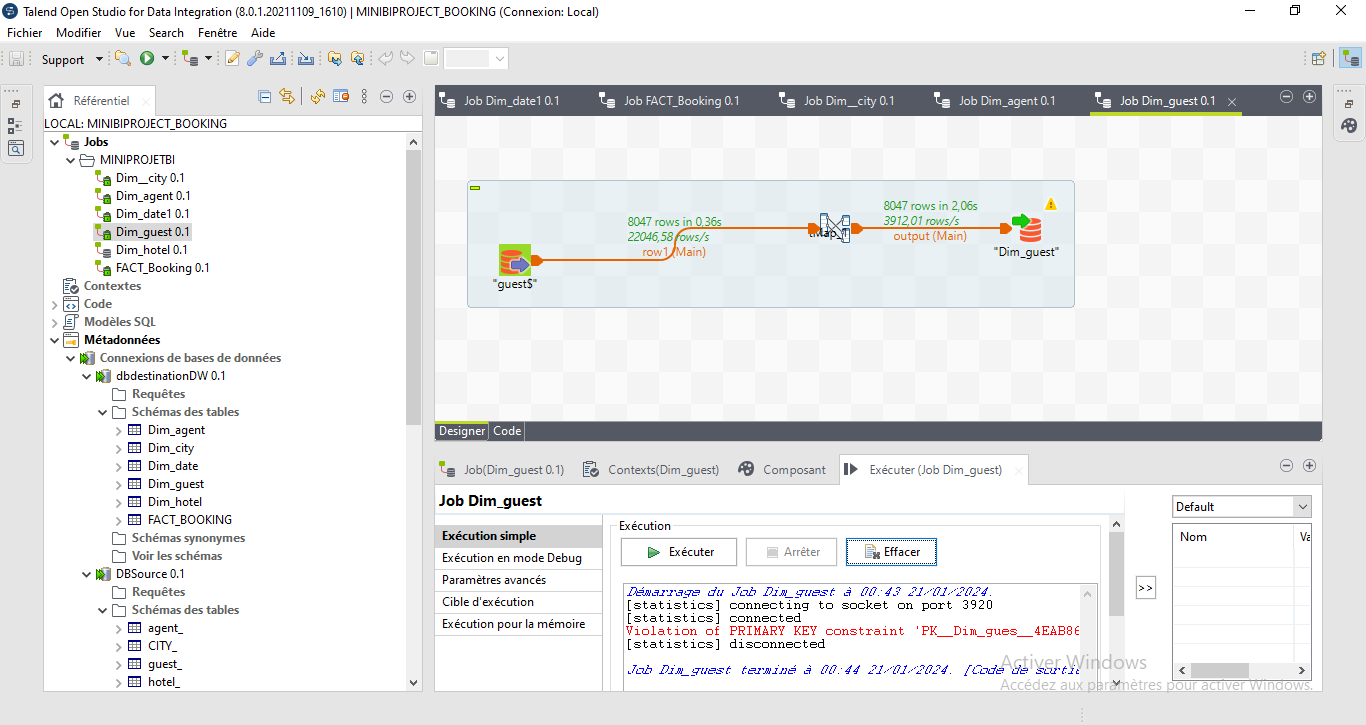 Talend Open Studio for Data Integration (8.0.1.20211109_1610) | MINIBIPROJECT_BOOKING (Connexion: Local)
Fichier Modifier Vue Search Fenêtre Aide
Support
Référentiel
LOCAL: MINIBIPROJECT_BOOKING
Jobs
MINIPROJETBI
Dim__city 0.1
Dim_agent 0.1
Dim_date1 0.1
Dim_guest 0.1
Dim_hotel 0.1
FACT_Booking 0.1
Contextes
Code
Modèles SQL
Métadonnées
Connexions de bases de données
dbdestinationDW 0.1
Requêtes
Schémas des tables
Dim_agent
Dim_city
Dim_date
Dim_guest
Dim_hotel
FACT_BOOKING
Schémas synonymes
Voir les schémas
DBSource 0.1
Requêtes
Schémas des tables
agent_
CITY_
guest_
hotel_
Job Dim_date1 0.1 Job FACT_Booking 0.1 Job Dim__city 0.1 Job Dim_agent 0.1 Job Dim_guest 0.1
8047 rows in 0,36s
22046,58 rows/s
row1 (Main)
"guest$"
tMap_1
8047 rows in 2,06s
3912,01 rows/s
output (Main)
"Dim_guest"
Designer Code
Job(Dim_guest 0.1) Contexts(Dim_guest) Composant Exécuter (Job Dim_guest)
Job Dim_guest
Exécution simple
Exécution en mode Debug
Paramètres avancés
Cible d'exécution
Exécution pour la mémoire
Exécution
Exécuter Arrêter Effacer
Démarrage du Job Dim_guest à 00:43 21/01/2024.
[statistics] connecting to socket on port 3920
[statistics] connected
Violation of PRIMARY KEY constraint 'PK__Dim_gues__4EAB86
[statistics] disconnected
Job Dim_guest terminé à 00:44 21/01/2024. [Code de sortie
>>
Default
Nom Va
Activer Windows
Accédez aux paramètres pour activer Windows.